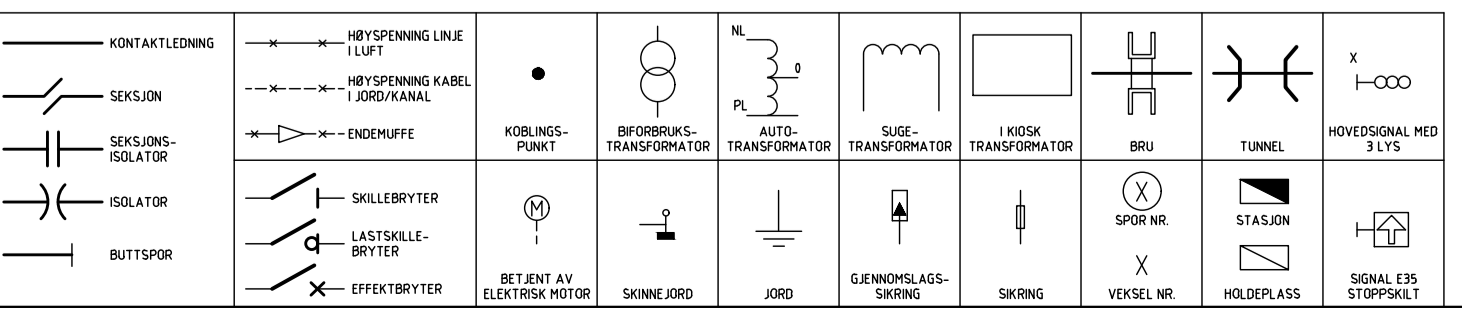 KONTAKTLEDNING
SEKSJON
SEKSJONS-
ISOLATOR
ISOLATOR
BUTTSPOR
HØYSPENNING LINJE
I LUFT
HØYSPENNING KABEL
I JORD/KANAL
ENDEMUFFE
SKILLEBRYTER
LASTSKILLE-
BRYTER
EFFEKTBRYTER
KOBLINGS-
PUNKT
BIFORBRUKS-
TRANSFORMATOR
NL
0
PL
AUTO-
TRANSFORMATOR
SUGE-
TRANSFORMATOR
I KIOSK
TRANSFORMATOR
BRU
TUNNEL
X
HOVEDSIGNAL MED
3 LYS
M
BETJENT AV
ELEKTRISK MOTOR
SKINNEJORD
JORD
GJENNOMSLAGS-
SIKRING
SIKRING
X
SPOR NR.
X
VEKSEL NR.
STASJON
HOLDEPLASS
SIGNAL E35
STOPPSKILT